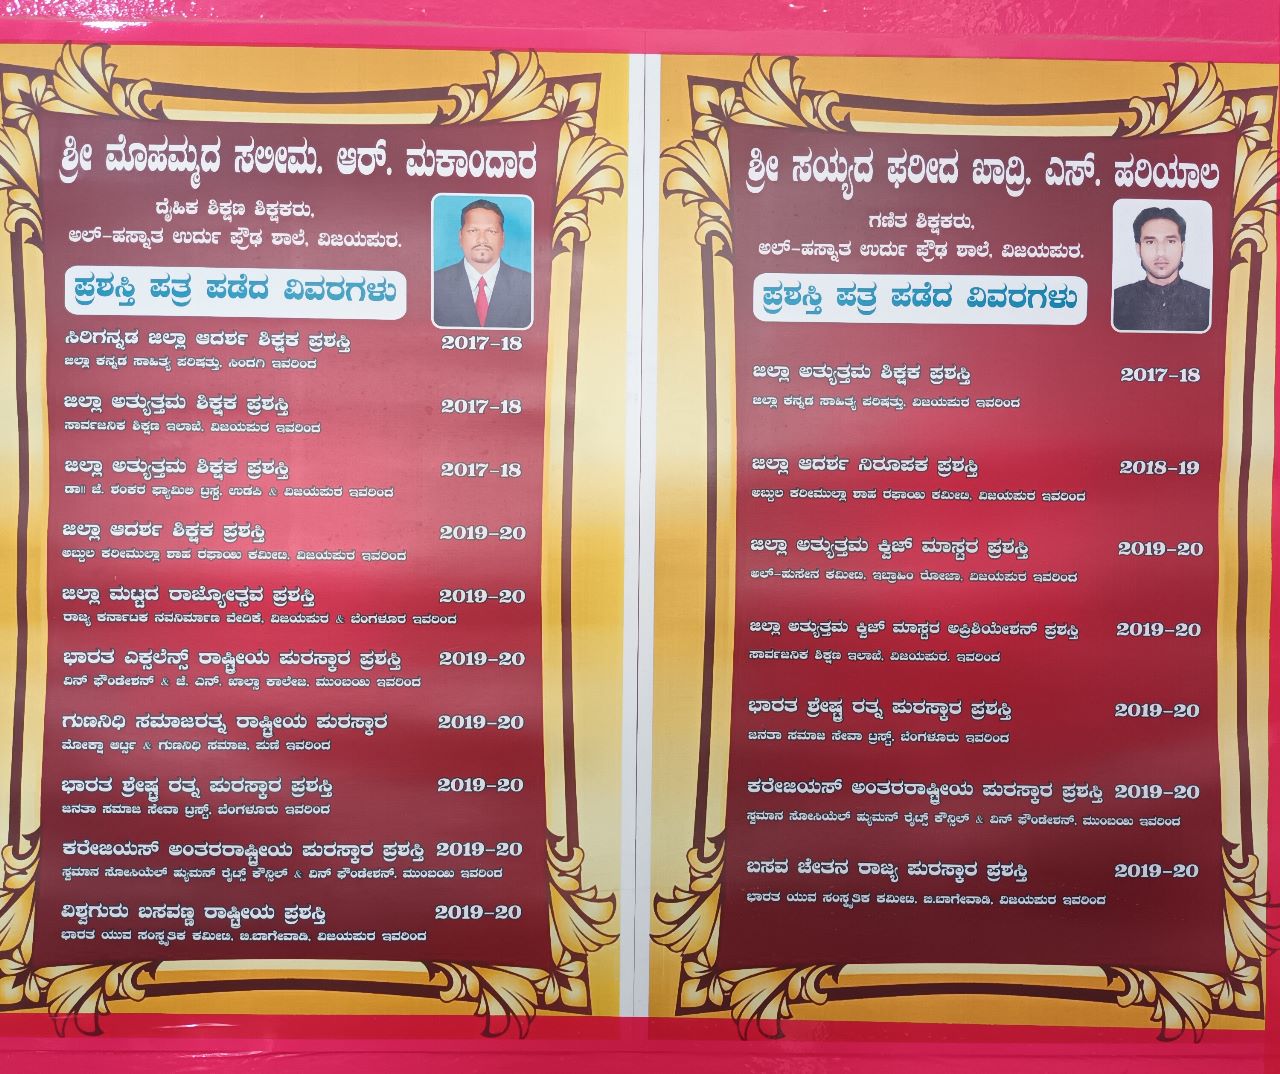 ಶ್ರೀ ಮೊಹಮ್ಮದ ಸಲೀಮ. ಆರ್. ಮಕಾಂದಾರ
ದೈಹಿಕ ಶಿಕ್ಷಣ ಶಿಕ್ಷಕರು,
ಅಲ್-ಹಸ್ನಾತ ಉರ್ದು ಪ್ರೌಢ ಶಾಲೆ, ವಿಜಯಪುರ.
ಪ್ರಶಸ್ತಿ ಪತ್ರ ಪಡೆದ ವಿವರಗಳು
ಸಿರಿಗನ್ನಡ ಜಿಲ್ಲಾ ಆದರ್ಶ ಶಿಕ್ಷಕ ಪ್ರಶಸ್ತಿ 2017-18
ಜಿಲ್ಲಾ ಕನ್ನಡ ಸಾಹಿತ್ಯ ಪರಿಷತ್ತು, ಸಿಂದಗಿ ಇವರಿಂದ
ಜಿಲ್ಲಾ ಅತ್ಯುತ್ತಮ ಶಿಕ್ಷಕ ಪ್ರಶಸ್ತಿ 2017-18
ಸಾರ್ವಜನಿಕ ಶಿಕ್ಷಣ ಇಲಾಖೆ, ವಿಜಯಪುರ ಇವರಿಂದ
ಜಿಲ್ಲಾ ಅತ್ಯುತ್ತಮ ಶಿಕ್ಷಕ ಪ್ರಶಸ್ತಿ 2017-18
ಡಾ|| ಜೆ. ಶಂಕರ ಫ್ಯಾಮಿಲಿ ಟ್ರಸ್ಟ, ಉಡಪಿ & ವಿಜಯಪುರ ಇವರಿಂದ
ಜಿಲ್ಲಾ ಆದರ್ಶ ಶಿಕ್ಷಕ ಪ್ರಶಸ್ತಿ 2019-20
ಅಬ್ದುಲ ಕರೀಮುಲ್ಲಾ ಶಾಹ ರಫಾಯಿ ಕಮೀಟಿ, ವಿಜಯಪುರ ಇವರಿಂದ
ಜಿಲ್ಲಾ ಮಟ್ಟದ ರಾಜ್ಯೋತ್ಸವ ಪ್ರಶಸ್ತಿ 2019-20
ರಾಜ್ಯ ಕರ್ನಾಟಕ ನವನಿರ್ಮಾಣ ವೇದಿಕೆ, ವಿಜಯಪುರ & ಬೆಂಗಳೂರ ಇವರಿಂದ
ಭಾರತ ಎಕ್ಸಲೆನ್ಸ್ ರಾಷ್ಟ್ರೀಯ ಪುರಸ್ಕಾರ ಪ್ರಶಸ್ತಿ 2019-20
ವಿನ್ ಫೌಂಡೇಶನ್ & ಜೆ. ಎನ್. ಖಾಲ್ಸಾ ಕಾಲೇಜ, ಮುಂಬಯಿ ಇವರಿಂದ
ಗುಣನಿಧಿ ಸಮಾಜರತ್ನ ರಾಷ್ಟ್ರೀಯ ಪುರಸ್ಕಾರ 2019-20
ಮೋಕ್ಷಾ ಆರ್ಟ್ಸ & ಗುಣನಿಧಿ ಸಮಾಜ, ಪುಣೆ ಇವರಿಂದ
ಭಾರತ ಶ್ರೇಷ್ಟ ರತ್ನ ಪುರಸ್ಕಾರ ಪ್ರಶಸ್ತಿ 2019-20
ಜನತಾ ಸಮಾಜ ಸೇವಾ ಟ್ರಸ್ಟ್, ಬೆಂಗಳೂರು ಇವರಿಂದ
ಕರೇಜಿಯಸ್ ಅಂತರರಾಷ್ಟ್ರೀಯ ಪುರಸ್ಕಾರ ಪ್ರಶಸ್ತಿ 2019-20
ಸ್ವಮಾನ ಸೋಸಿಯೆಲ್ ಹ್ಯುಮನ್ ರೈಟ್ಸ್ ಕೌನ್ಸಿಲ್ & ವಿನ್ ಫೌಂಡೇಶನ್, ಮುಂಬಯಿ ಇವರಿಂದ
ವಿಶ್ವಗುರು ಬಸವಣ್ಣ ರಾಷ್ಟ್ರೀಯ ಪ್ರಶಸ್ತಿ 2019-20
ಭಾರತ ಯುವ ಸಂಸ್ಕೃತಿಕ ಕಮೀಟಿ, ಬ.ಬಾಗೇವಾಡಿ, ವಿಜಯಪುರ ಇವರಿಂದ
ಶ್ರೀ ಸಯ್ಯದ ಫರೀದ ಖಾದ್ರಿ. ಎಸ್. ಹರಿಯಾಲ
ಗಣಿತ ಶಿಕ್ಷಕರು,
ಅಲ್-ಹಸ್ನಾತ ಉರ್ದು ಪ್ರೌಢ ಶಾಲೆ, ವಿಜಯಪುರ.
ಪ್ರಶಸ್ತಿ ಪತ್ರ ಪಡೆದ ವಿವರಗಳು
ಜಿಲ್ಲಾ ಅತ್ಯುತ್ತಮ ಶಿಕ್ಷಕ ಪ್ರಶಸ್ತಿ 2017-18
ಜಿಲ್ಲಾ ಕನ್ನಡ ಸಾಹಿತ್ಯ ಪರಿಷತ್ತು, ವಿಜಯಪುರ ಇವರಿಂದ
ಜಿಲ್ಲಾ ಆದರ್ಶ ನಿರೂಪಕ ಪ್ರಶಸ್ತಿ 2018-19
ಅಬ್ದುಲ ಕರೀಮುಲ್ಲಾ ಶಾಹ ರಫಾಯಿ ಕಮೀಟಿ, ವಿಜಯಪುರ ಇವರಿಂದ
ಜಿಲ್ಲಾ ಅತ್ಯುತ್ತಮ ಕ್ವಿಜ್ ಮಾಸ್ಟರ ಪ್ರಶಸ್ತಿ 2019-20
ಅಲ್-ಹುಸೇನ ಕಮೀಟಿ, ಇಬ್ರಾಹಿಂ ರೋಜಾ, ವಿಜಯಪುರ ಇವರಿಂದ
ಜಿಲ್ಲಾ ಅತ್ಯುತ್ತಮ ಕ್ವಿಜ್ ಮಾಸ್ಟರ ಅಪ್ರಿಶಿಯೇಶನ್ ಪ್ರಶಸ್ತಿ 2019-20
ಸಾರ್ವಜನಿಕ ಶಿಕ್ಷಣ ಇಲಾಖೆ, ವಿಜಯಪುರ. ಇವರಿಂದ
ಭಾರತ ಶ್ರೇಷ್ಟ ರತ್ನ ಪುರಸ್ಕಾರ ಪ್ರಶಸ್ತಿ 2019-20
ಜನತಾ ಸಮಾಜ ಸೇವಾ ಟ್ರಸ್ಟ್, ಬೆಂಗಳೂರು ಇವರಿಂದ
ಕರೇಜಿಯಸ್ ಅಂತರರಾಷ್ಟ್ರೀಯ ಪುರಸ್ಕಾರ ಪ್ರಶಸ್ತಿ 2019-20
ಸ್ವಮಾನ ಸೋಸಿಯೆಲ್ ಹ್ಯುಮನ್ ರೈಟ್ಸ್ ಕೌನ್ಸಿಲ್ & ವಿನ್ ಫೌಂಡೇಶನ್, ಮುಂಬಯಿ ಇವರಿಂದ
ಬಸವ ಚೇತನ ರಾಜ್ಯ ಪುರಸ್ಕಾರ ಪ್ರಶಸ್ತಿ 2019-20
ಭಾರತ ಯುವ ಸಂಸ್ಕೃತಿಕ ಕಮೀಟಿ, ಬ.ಬಾಗೇವಾಡಿ, ವಿಜಯಪುರ ಇವರಿಂದ